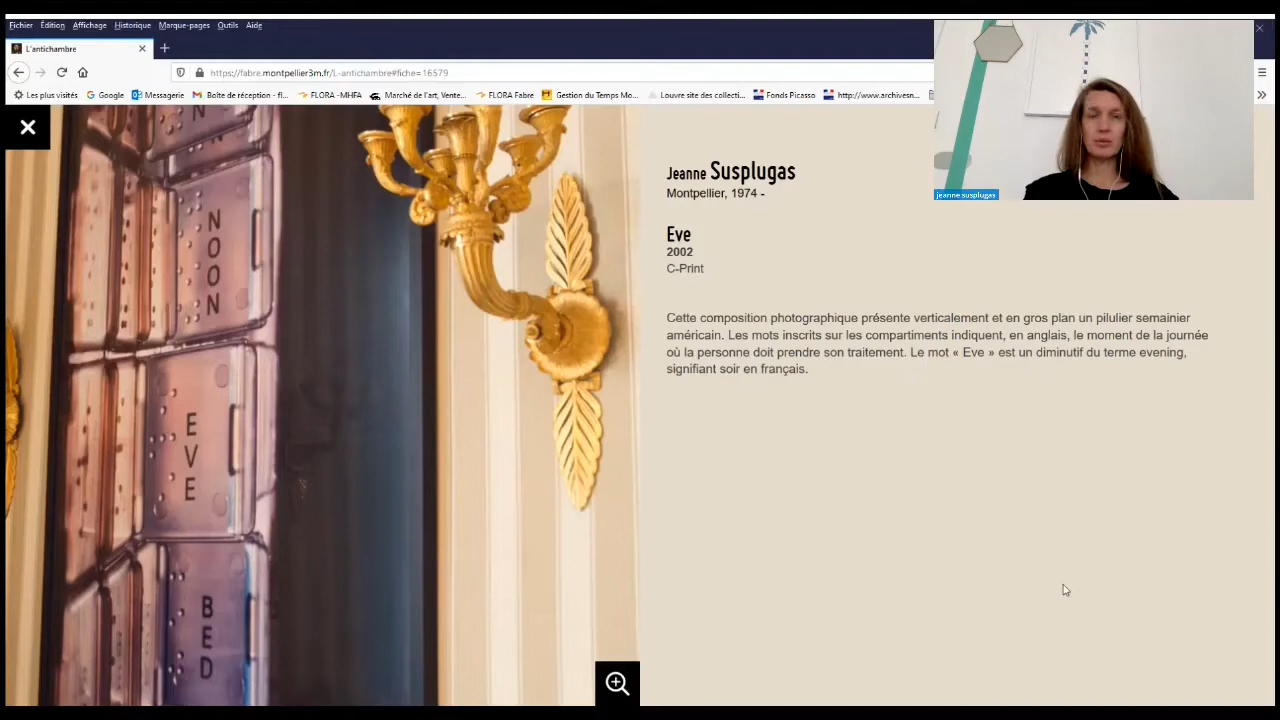 Fichier Édition Affichage Historique Marque-pages Outils Aide
L'antichambre
https://fabre.montpellier3m.fr/L-antichambre#fiche=16579
Les plus visités Google Messagerie Boîte de réception - fl... FLORA -MHFA Marché de l'art, Vente... FLORA Fabre Gestion du Temps Mo... Louvre site des collecti... Fonds Picasso http://www.archivesn...
jeanne susplugas
Jeanne Susplugas
Montpellier, 1974 -
Eve
2002
C-Print
Cette composition photographique présente verticalement et en gros plan un pilulier semainier
américain. Les mots inscrits sur les compartiments indiquent, en anglais, le moment de la journée
où la personne doit prendre son traitement. Le mot « Eve » est un diminutif du terme evening,
signifiant soir en français.
N
NOON
EVE
BED